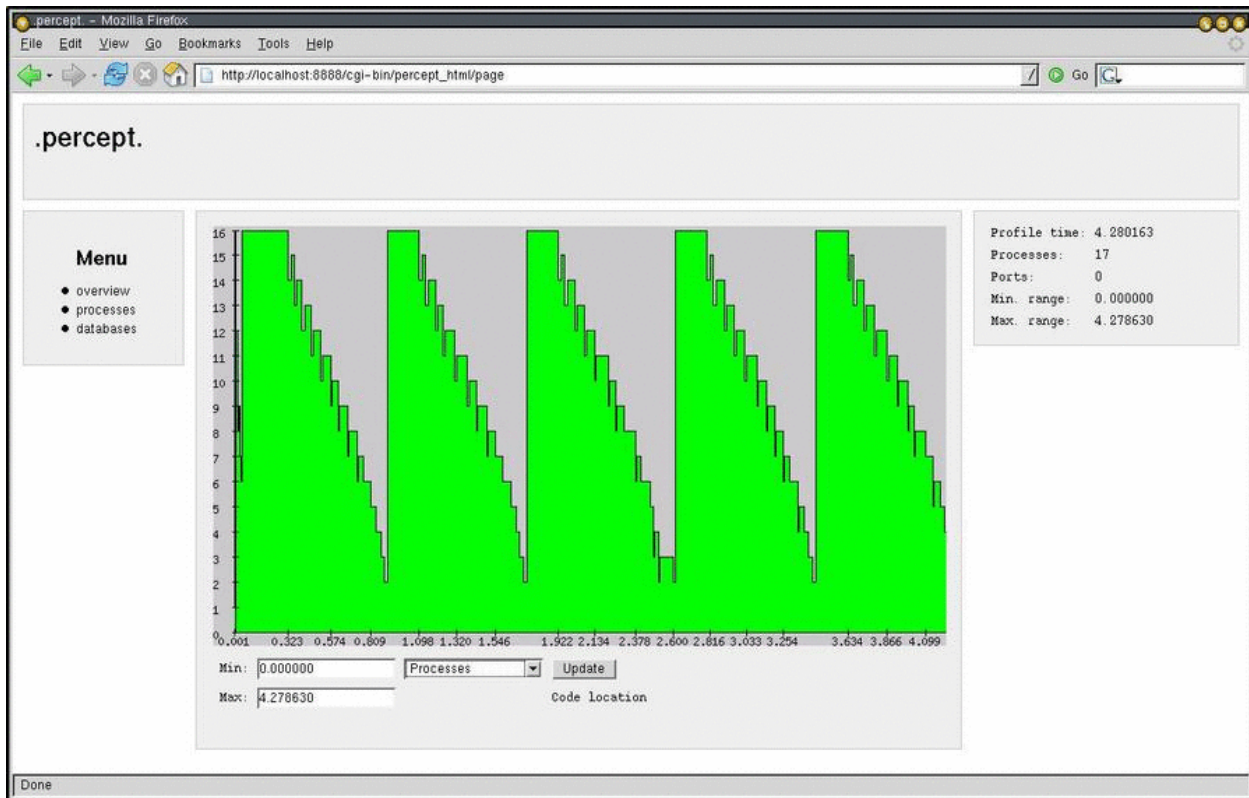 .percept. - Mozilla Firefox
File Edit View Go Bookmarks Tools Help
http://localhost:8888/cgi-bin/percept_html/page Go
.percept.
Menu
overview
processes
databases
16
15
14
13
12
11
10
9
8
7
6
5
4
3
2
1
0
0.001 0.323 0.574 0.809 1.098 1.320 1.546 1.922 2.134 2.378 2.600 2.816 3.033 3.254 3.634 3.866 4.099
Min: 0.000000 Processes Update
Max: 4.278630 Code location
Profile time: 4.280163
Processes: 17
Ports: 0
Min. range: 0.000000
Max. range: 4.278630
Done